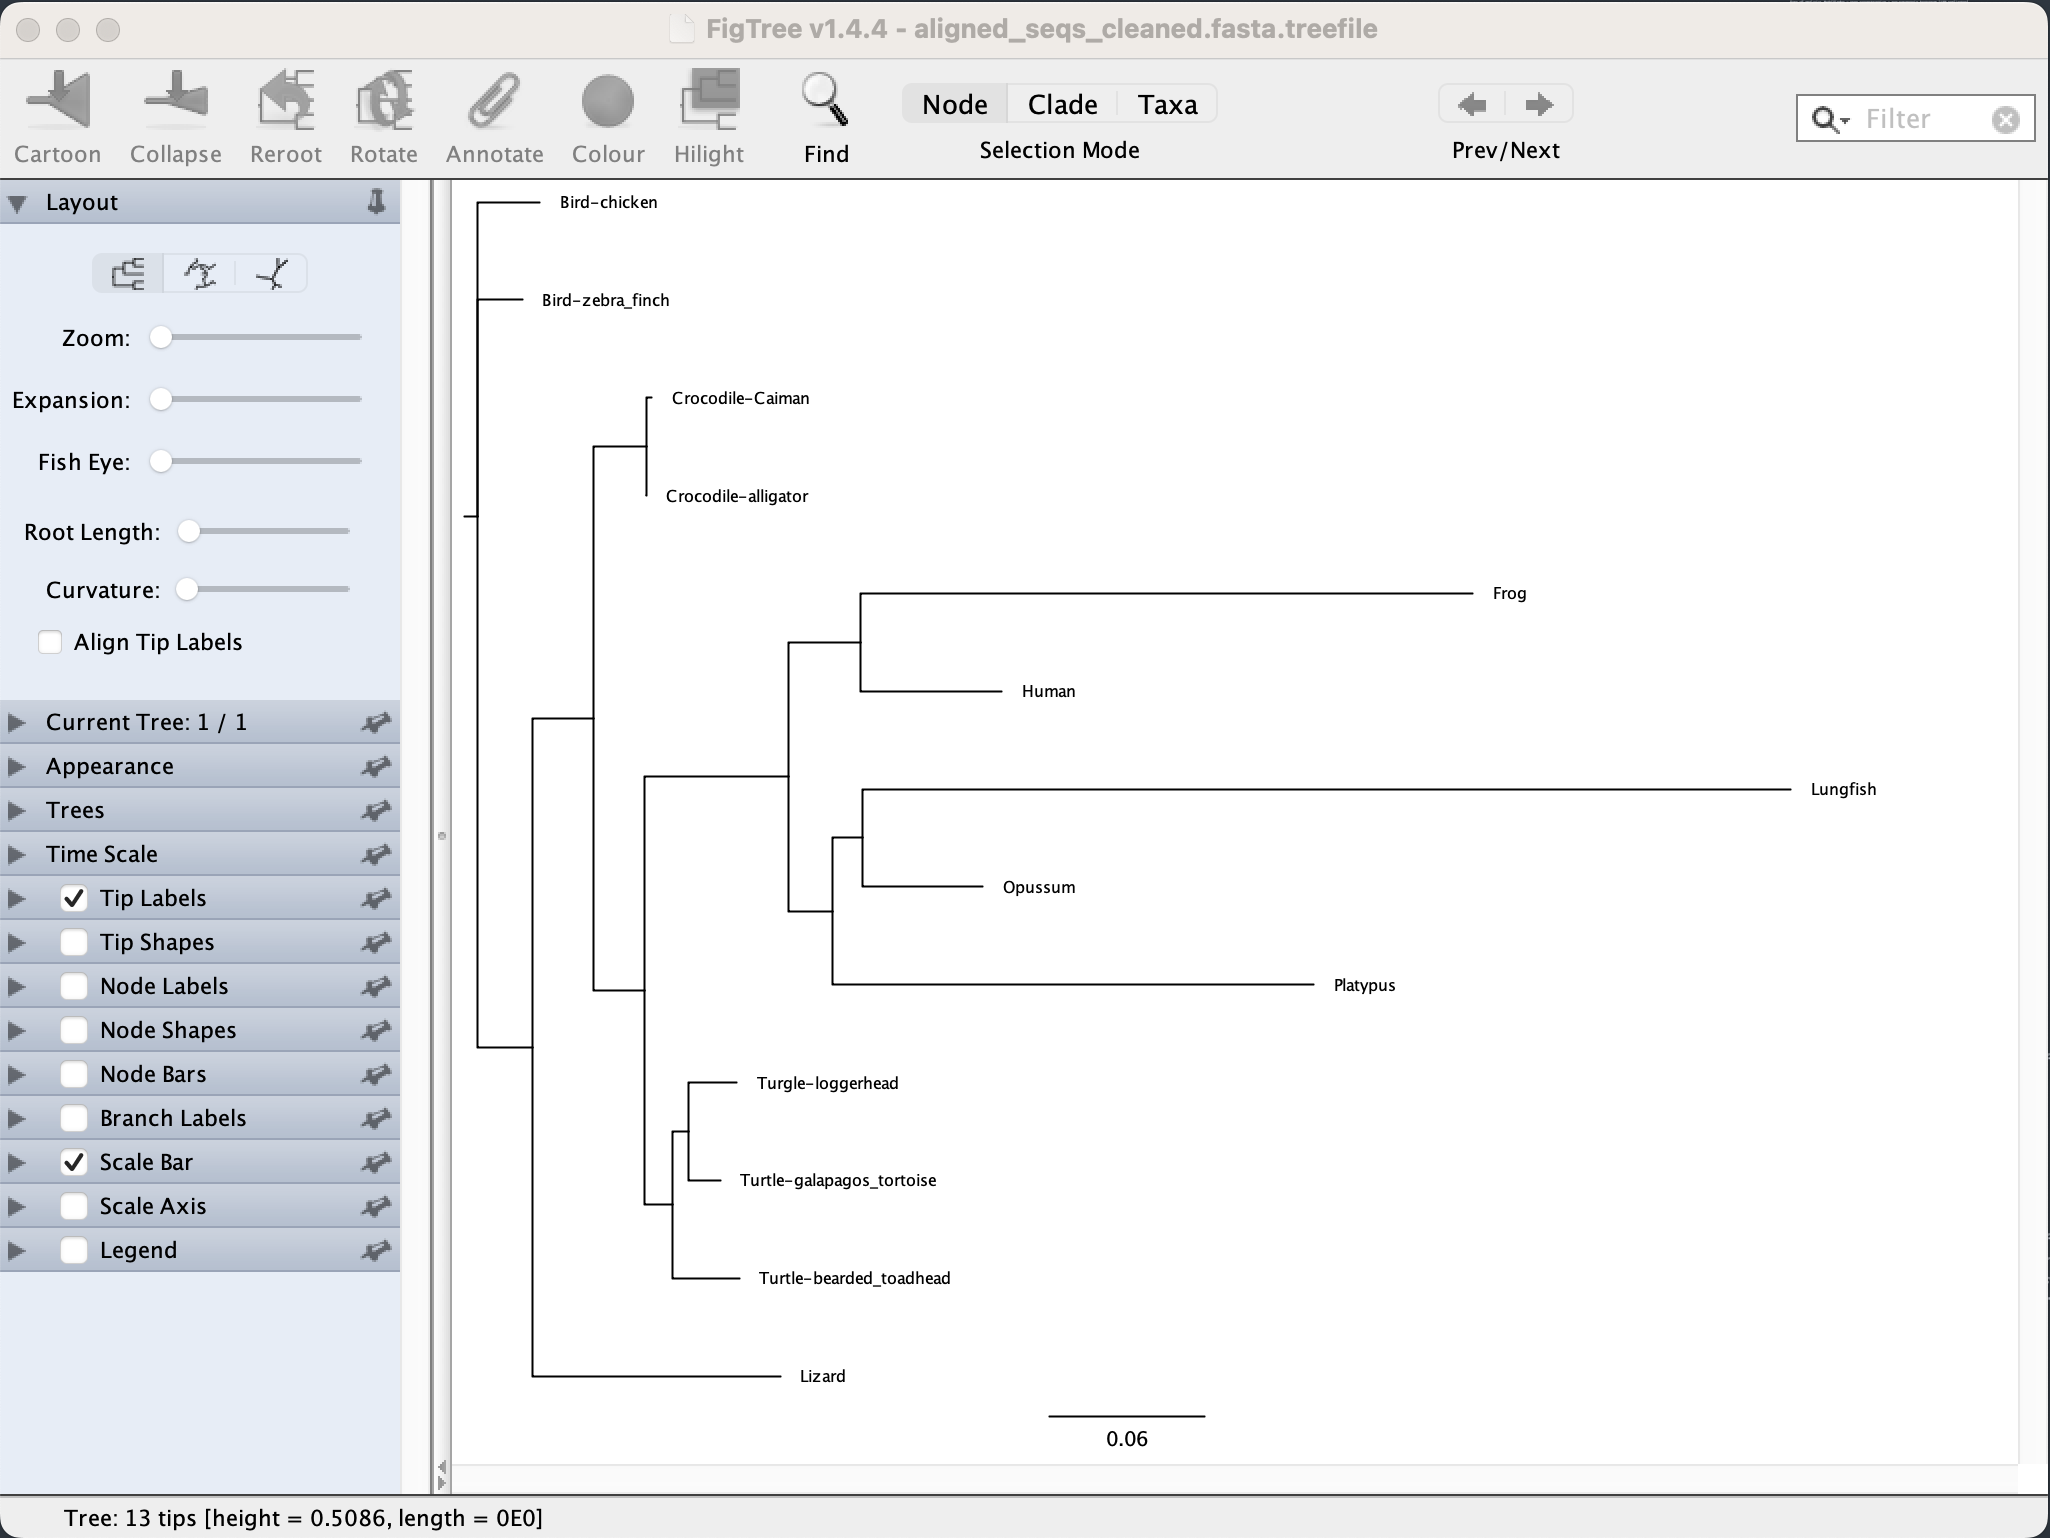 FigTree v1.4.4 - aligned_seqs_cleaned.fasta.treefile
Cartoon Collapse Reroot Rotate Annotate Colour Hilight Find
Node Clade Taxa
Selection Mode
Prev/Next
Filter
Layout
Zoom:
Expansion:
Fish Eye:
Root Length:
Curvature:
Align Tip Labels
Current Tree: 1 / 1
Appearance
Trees
Time Scale
Tip Labels
Tip Shapes
Node Labels
Node Shapes
Node Bars
Branch Labels
Scale Bar
Scale Axis
Legend
Bird-chicken
Bird-zebra_finch
Crocodile-Caiman
Crocodile-alligator
Frog
Human
Lungfish
Opussum
Platypus
Turgle-loggerhead
Turtle-galapagos_tortoise
Turtle-bearded_toadhead
Lizard
0.06
Tree: 13 tips [height = 0.5086, length = 0E0]